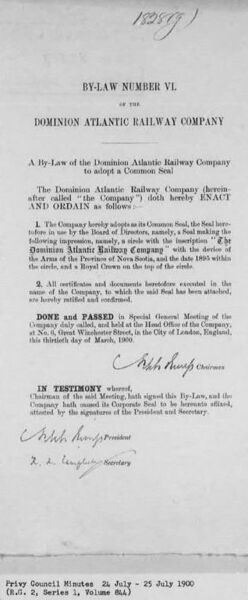 1828(g)
BY-LAW NUMBER VI.
OF THE
DOMINION ATLANTIC RAILWAY COMPANY
A By-Law of the Dominion Atlantic Railway Company
to adopt a Common Seal
The Dominion Atlantic Railway Company (herein-
after called "the Company") doth hereby ENACT
AND ORDAIN as follows :—
1. The Company hereby adopts as its Common Seal, the Seal hereto-
fore in use by the Board of Directors, namely, a Seal making the
following impression, namely, a circle with the inscription "The
Dominion Atlantic Railway Company" with the device of
the Arms of the Province of Nova Scotia, and the date 1895 within
the circle, and a Royal Crown on the top of the circle.
2. All certificates and documents heretofore executed in the
name of the Company, to which the said Seal has been attached,
are hereby ratified and confirmed.
DONE and PASSED in Special General Meeting of the
Company duly called, and held at the Head Office of the Company,
at No. 6, Great Winchester Street, in the City of London, England,
this thirtieth day of March, 1900.
Chairman
IN TESTIMONY whereof,
Chairman of the said Meeting, hath signed this By-Law, and the
Company hath caused its Corporate Seal to be hereunto affixed,
attested by the signatures of the President and Secretary.
President
Secretary
Privy Council Minutes 24 July - 25 July 1900
(R.G. 2, Series 1, Volume 844)